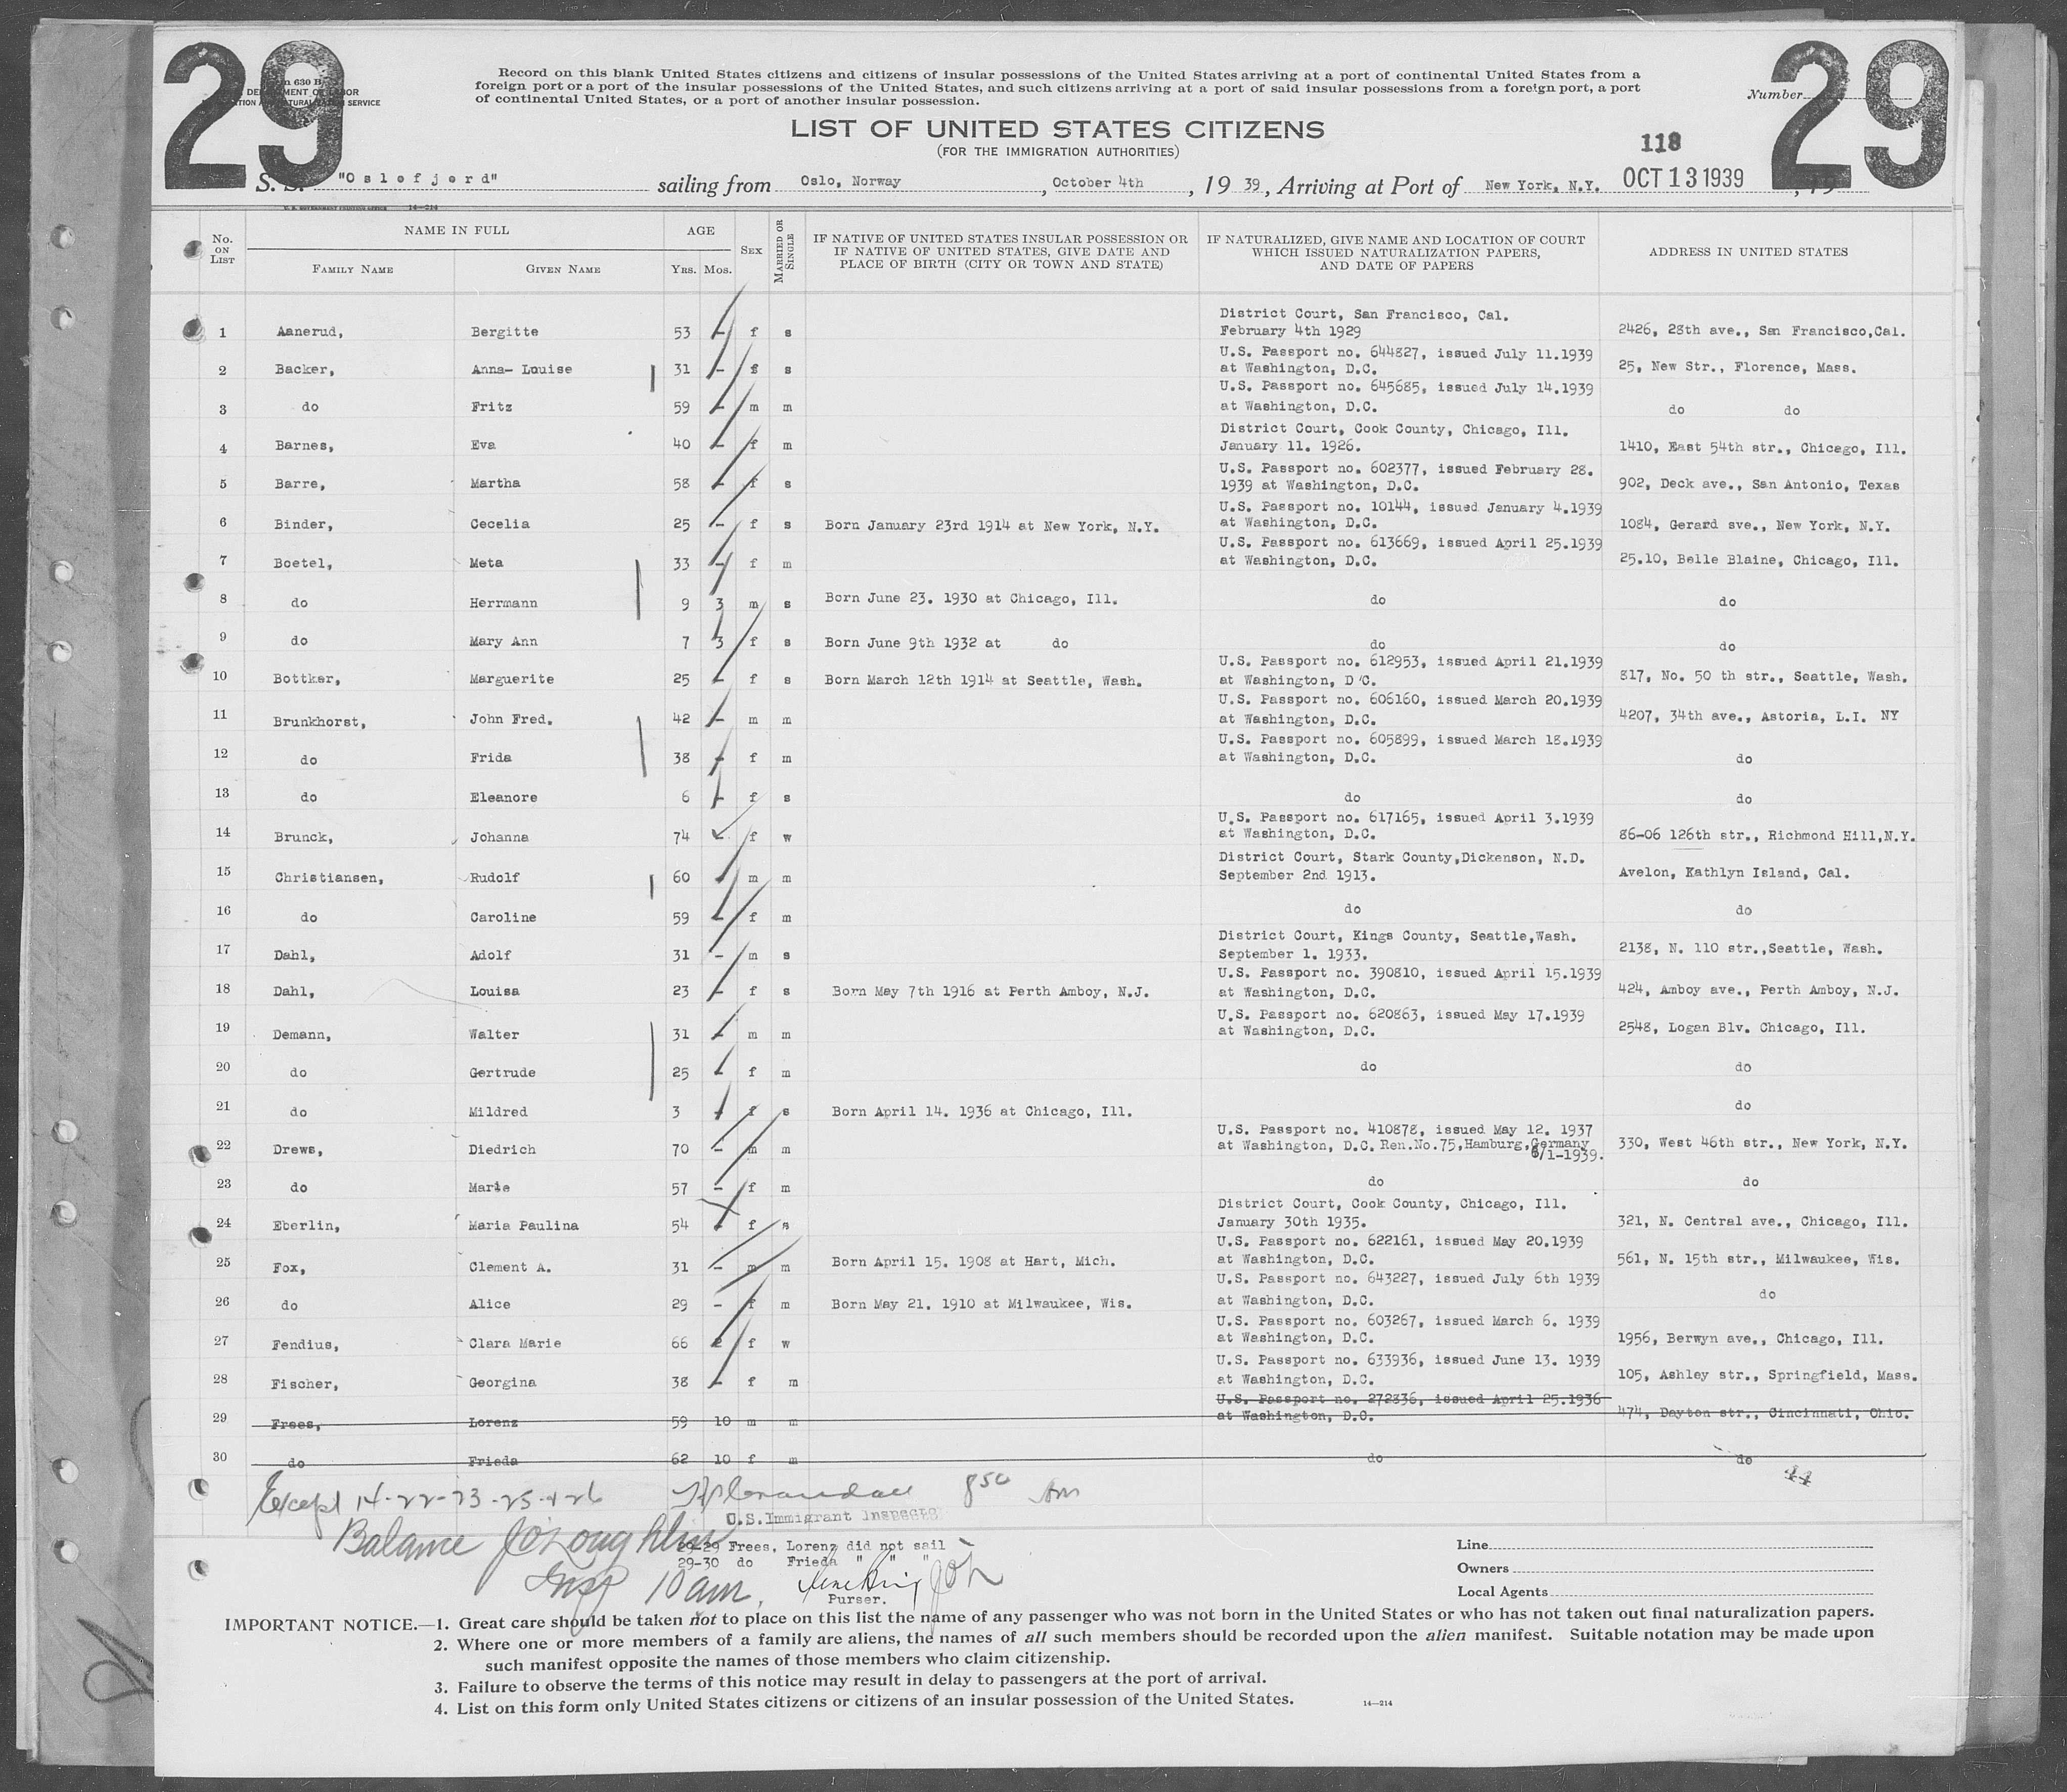 29
29
Record on this blank United States citizens and citizens of insular possessions of the United States arriving at a port of continental United States from a
foreign port or a port of the insular possessions of the United States, and such citizens arriving at a port of said insular possessions from a foreign port, a port
of continental United States, or a port of another insular possession.
Number
LIST OF UNITED STATES CITIZENS
(FOR THE IMMIGRATION AUTHORITIES)
118
S. S. "Oslofjord" sailing from Oslo, Norway, October 4th, 19 39, Arriving at Port of New York, N.Y. OCT 13 1939, 19
U. S. GOVERNMENT PRINTING OFFICE 14—214
No. ON LIST NAME IN FULL AGE SEX MARRIED OR SINGLE IF NATIVE OF UNITED STATES INSULAR POSSESSION OR IF NATIVE OF UNITED STATES, GIVE DATE AND PLACE OF BIRTH (CITY OR TOWN AND STATE) IF NATURALIZED, GIVE NAME AND LOCATION OF COURT WHICH ISSUED NATURALIZATION PAPERS, AND DATE OF PAPERS ADDRESS IN UNITED STATES
FAMILY NAME GIVEN NAME YRS. MOS.
District Court, San Francisco, Cal.
1 Aanerud, Bergitte 53 - f s February 4th 1929 2426, 28th ave., San Francisco,Cal.
U.S. Passport no. 644827, issued July 11.1939
2 Backer, Anna- Louise 31 - f s at Washington, D.C. 25, New Str., Florence, Mass.
U.S. Passport no. 645685, issued July 14.1939
3 do Fritz 59 - m m at Washington, D.C. do do
District Court, Cook County, Chicago, Ill.
4 Barnes, Eva 40 - f m January 11. 1926. 1410, East 54th str., Chicago, Ill.
U.S. Passport no. 602377, issued February 28.
5 Barre, Martha 58 - f s 1939 at Washington, D.C. 902, Deck ave., San Antonio, Texas
U.S. Passport no. 10144, issued January 4.1939
6 Binder, Cecelia 25 - f s Born January 23rd 1914 at New York, N.Y. at Washington, D.C. 1084, Gerard ave., New York, N.Y.
U.S. Passport no. 613669, issued April 25.1939
7 Boetel, Meta 33 - f m at Washington, D.C. 25.10, Belle Blaine, Chicago, Ill.
8 do Herrmann 9 3 m s Born June 23. 1930 at Chicago, Ill. do do
9 do Mary Ann 7 3 f s Born June 9th 1932 at do do do
U.S. Passport no. 612953, issued April 21.1939
10 Bottker, Marguerite 25 - f s Born March 12th 1914 at Seattle, Wash. at Washington, D'C. 817, No. 50 th str., Seattle, Wash.
U.S. Passport no. 606160, issued March 20.1939
11 Brunkhorst, John Fred. 42 - m m at Washington, D.C. 4207, 34th ave., Astoria, L.I. NY
U.S. Passport no. 605899, issued March 18.1939
12 do Frida 38 - f m at Washington, D.C. do
13 do Eleanore 6 - f s do do
U.S. Passport no. 617165, issued April 3.1939
14 Brunck, Johanna 74 - f w at Washington, D.C. 86-06 126th str., Richmond Hill,N.Y.
District Court, Stark County,Dickenson, N.D.
15 Christiansen, Rudolf 60 - m m September 2nd 1913. Avelon, Kathlyn Island, Cal.
16 do Caroline 59 - f m do do
District Court, Kings County, Seattle,Wash.
17 Dahl, Adolf 31 - m s September 1. 1933. 2138, N. 110 str.,Seattle, Wash.
U.S. Passport no. 390810, issued April 15.1939
18 Dahl, Louisa 23 - f s Born May 7th 1916 at Perth Amboy, N.J. at Washington, D.C. 424, Amboy ave., Perth Amboy, N.J.
U.S. Passport no. 620863, issued May 17.1939
19 Demann, Walter 31 - m m at Washington, D.C. 2548, Logan Blv. Chicago, Ill.
20 do Gertrude 25 - f m do do
21 do Mildred 3 - f s Born April 14. 1936 at Chicago, Ill. do
U.S. Passport no. 410878, issued May 12. 1937
22 Drews, Diedrich 70 - m m at Washington, D.C. Ren.No.75,Hamburg,Germany 6/1-1939. 330, West 46th str., New York, N.Y.
23 do Marie 57 - f m do do
District Court, Cook County, Chicago, Ill.
24 Eberlin, Maria Paulina 54 - f s January 30th 1935. 321, N. Central ave., Chicago, Ill.
U.S. Passport no. 622161, issued May 20.1939
25 Fox, Clement A. 31 - m m Born April 15. 1908 at Hart, Mich. at Washington, D.C. 561, N. 15th str., Milwaukee, Wis.
U.S. Passport no. 643227, issued July 6th 1939
26 do Alice 29 - f m Born May 21. 1910 at Milwaukee, Wis. at Washington, D.C. do
U.S. Passport no. 603267, issued March 6. 1939
27 Fendius, Clara Marie 66 2 f w at Washington, D.C. 1956, Berwyn ave., Chicago, Ill.
U.S. Passport no. 633936, issued June 13. 1939
28 Fischer, Georgina 38 - f m at Washington, D.C. 105, Ashley str., Springfield, Mass.
U.S. Passport no. 272836, issued April 25.1936
29 Frees, Lorenz 59 10 m m at Washington, D.C. 474, Dayton str., Cincinnati, Ohio.
30 do Frieda 62 10 f m do do
Except 14-22-23-25-+26 850 Am
U.S. Immigrant Inspector
Balance J O'Loughlin
29-29 Frees, Lorenz did not sail
29-30 do Frieda " " "
Insp 10 am,
Purser.
Line
Owners
Local Agents
IMPORTANT NOTICE.—1. Great care should be taken not to place on this list the name of any passenger who was not born in the United States or who has not taken out final naturalization papers.
2. Where one or more members of a family are aliens, the names of all such members should be recorded upon the alien manifest. Suitable notation may be made upon
such manifest opposite the names of those members who claim citizenship.
3. Failure to observe the terms of this notice may result in delay to passengers at the port of arrival.
4. List on this form only United States citizens or citizens of an insular possession of the United States.
14—214